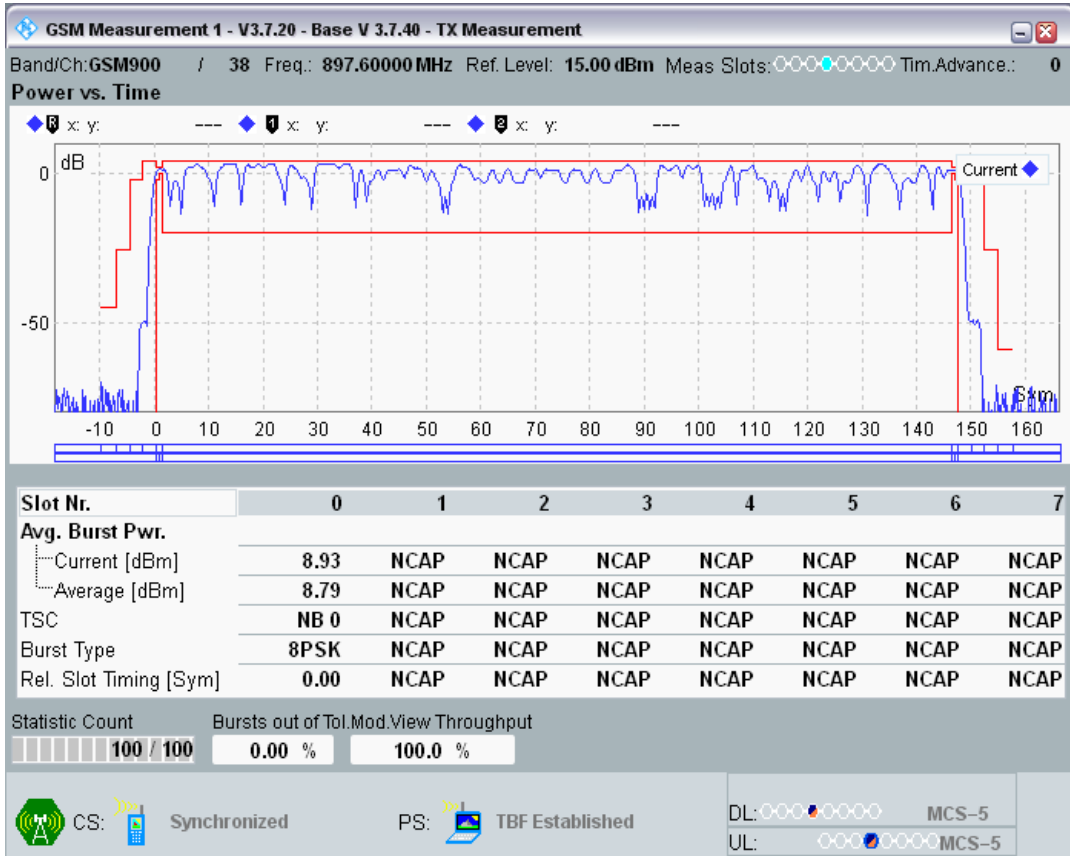 GSM Measurement 1 - V3.7.20 - Base V 3.7.40 - TX Measurement
Band/Ch:GSM900 / 38 Freq.: 897.60000 MHz Ref. Level: 15.00 dBm Meas Slots: Tim.Advance.: 0
Power vs. Time
R x: y: --- 1 x: y: --- 2 x: y: ---
dB
Current
0
-50
Sym
-10 0 10 20 30 40 50 60 70 80 90 100 110 120 130 140 150 160
Slot Nr. 0 1 2 3 4 5 6 7
Avg. Burst Pwr.
Current [dBm] 8.93 NCAP NCAP NCAP NCAP NCAP NCAP NCAP
Average [dBm] 8.79 NCAP NCAP NCAP NCAP NCAP NCAP NCAP
TSC NB 0 NCAP NCAP NCAP NCAP NCAP NCAP NCAP
Burst Type 8PSK NCAP NCAP NCAP NCAP NCAP NCAP NCAP
Rel. Slot Timing [Sym] 0.00 NCAP NCAP NCAP NCAP NCAP NCAP NCAP
Statistic Count Bursts out of Tol.Mod.View Throughput
100 / 100 0.00 % 100.0 %
CS: Synchronized PS: TBF Established
DL: MCS-5
UL: MCS-5